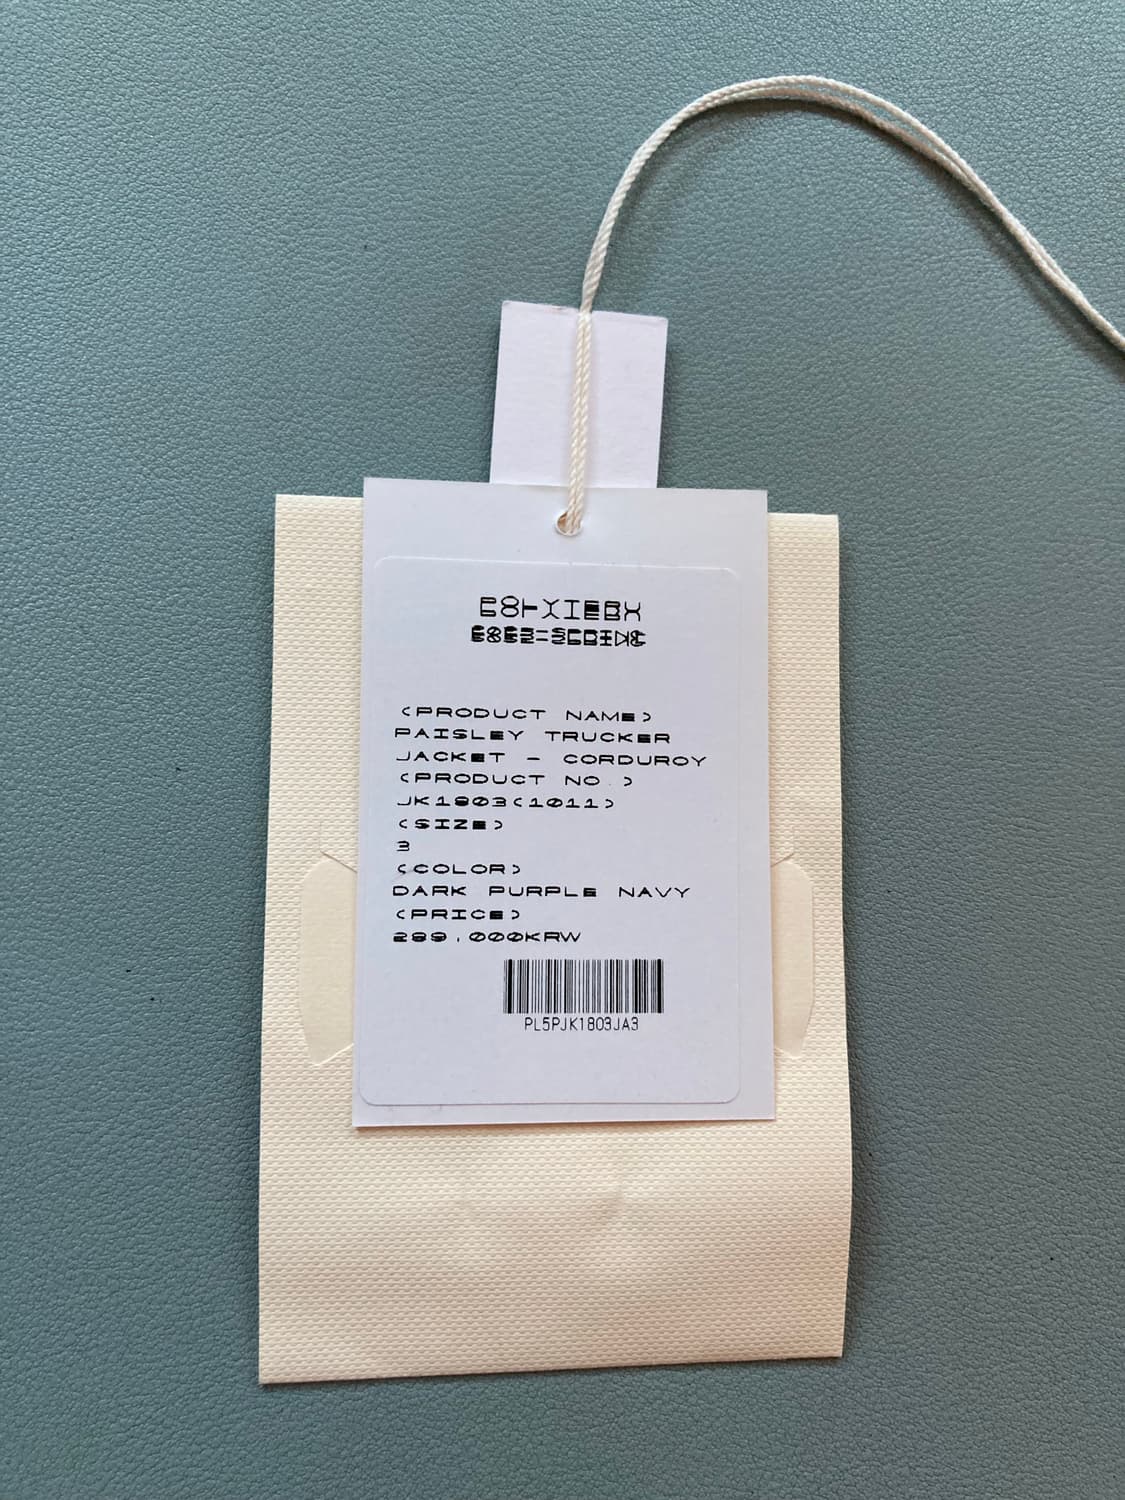 (PRODUCT NAME)
PAISLEY TRUCKER
JACKET - CORDUROY
(PRODUCT NO.)
JK1803(1011)
(SIZE)
3
(COLOR)
DARK PURPLE NAVY
(PRICE)
289.000KRW
PL5PJK1803JA3